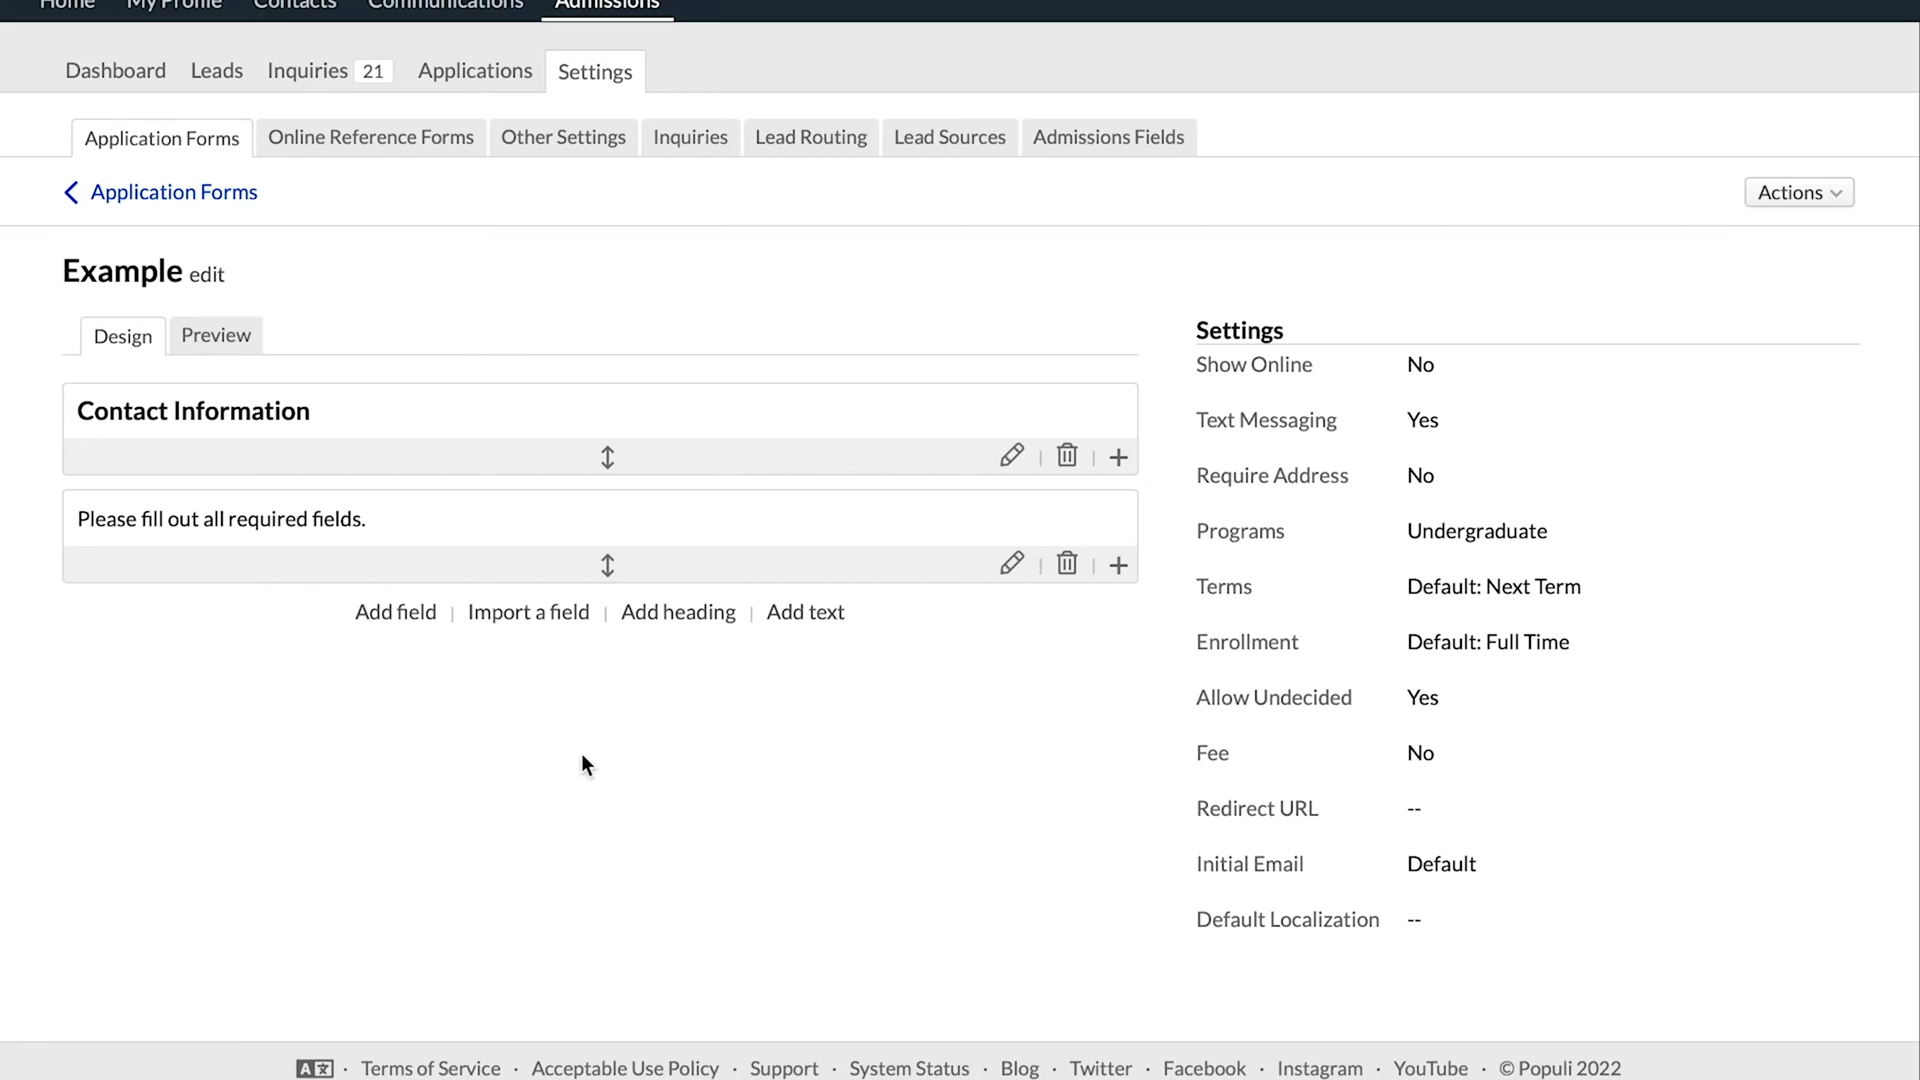 Home My Profile Contacts Communications Admissions
Dashboard Leads Inquiries 21 Applications Settings
Application Forms Online Reference Forms Other Settings Inquiries Lead Routing Lead Sources Admissions Fields
Application Forms Actions
Example edit
Design Preview
Contact Information
Please fill out all required fields.
Add field | Import a field | Add heading | Add text
Settings
Show Online No
Text Messaging Yes
Require Address No
Programs Undergraduate
Terms Default: Next Term
Enrollment Default: Full Time
Allow Undecided Yes
Fee No
Redirect URL --
Initial Email Default
Default Localization --
A文 · Terms of Service · Acceptable Use Policy · Support · System Status · Blog · Twitter · Facebook · Instagram · YouTube · © Populi 2022